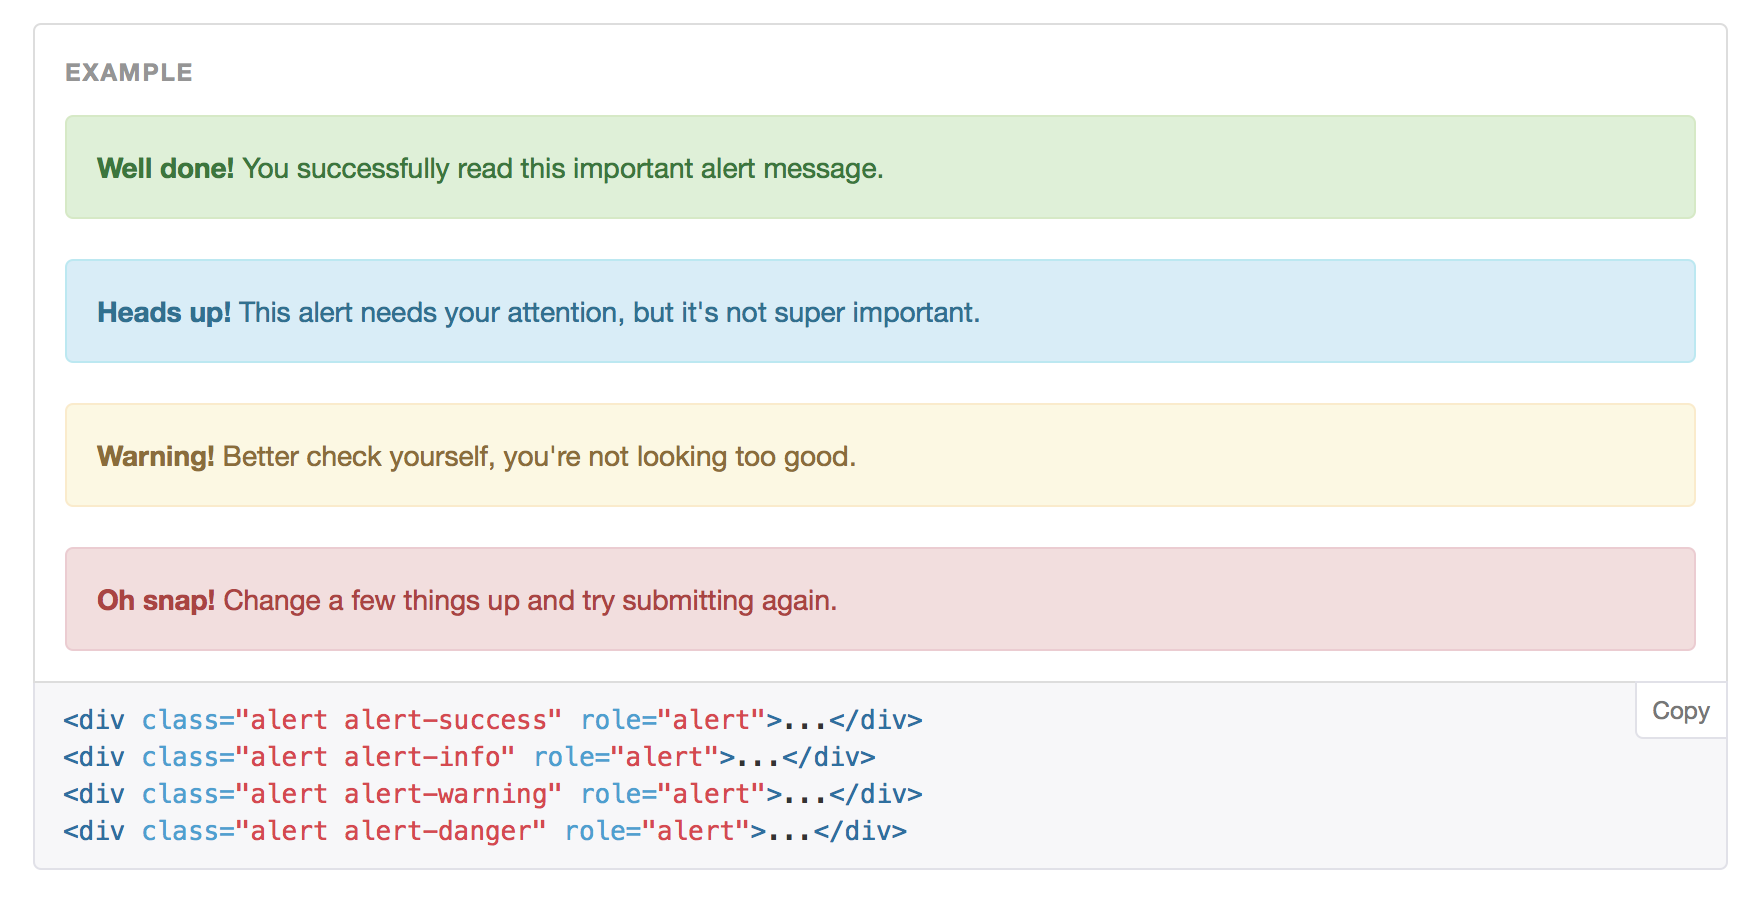 EXAMPLE
Well done! You successfully read this important alert message.
Heads up! This alert needs your attention, but it's not super important.
Warning! Better check yourself, you're not looking too good.
Oh snap! Change a few things up and try submitting again.
Copy
<div class="alert alert-success" role="alert">...</div>
<div class="alert alert-info" role="alert">...</div>
<div class="alert alert-warning" role="alert">...</div>
<div class="alert alert-danger" role="alert">...</div>